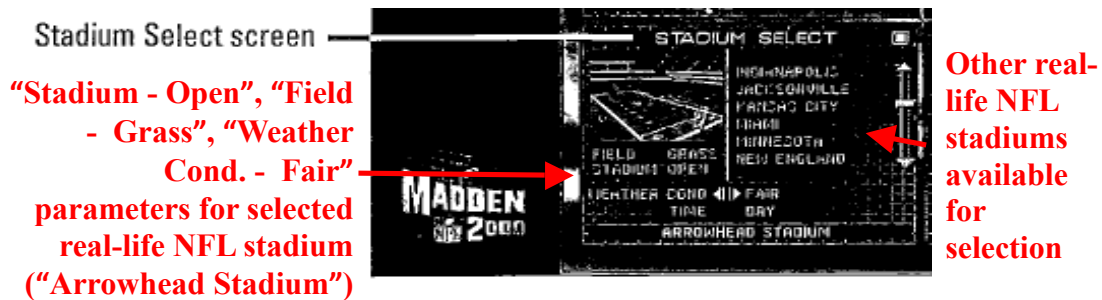 Stadium Select screen
STADIUM SELECT
“Stadium - Open”, “Field
- Grass”, “Weather
Cond. - Fair”
parameters for selected
real-life NFL stadium
(“Arrowhead Stadium”)
MADDEN
NFL 2000
INDIANAPOLIS
JACKSONVILLE
KANSAS CITY
MIAMI
MINNESOTA
NEW ENGLAND
FIELD GRASS
STADIUM OPEN
WEATHER COND FAIR
TIME DAY
ARROWHEAD STADIUM
Other real-
life NFL
stadiums
available
for
selection